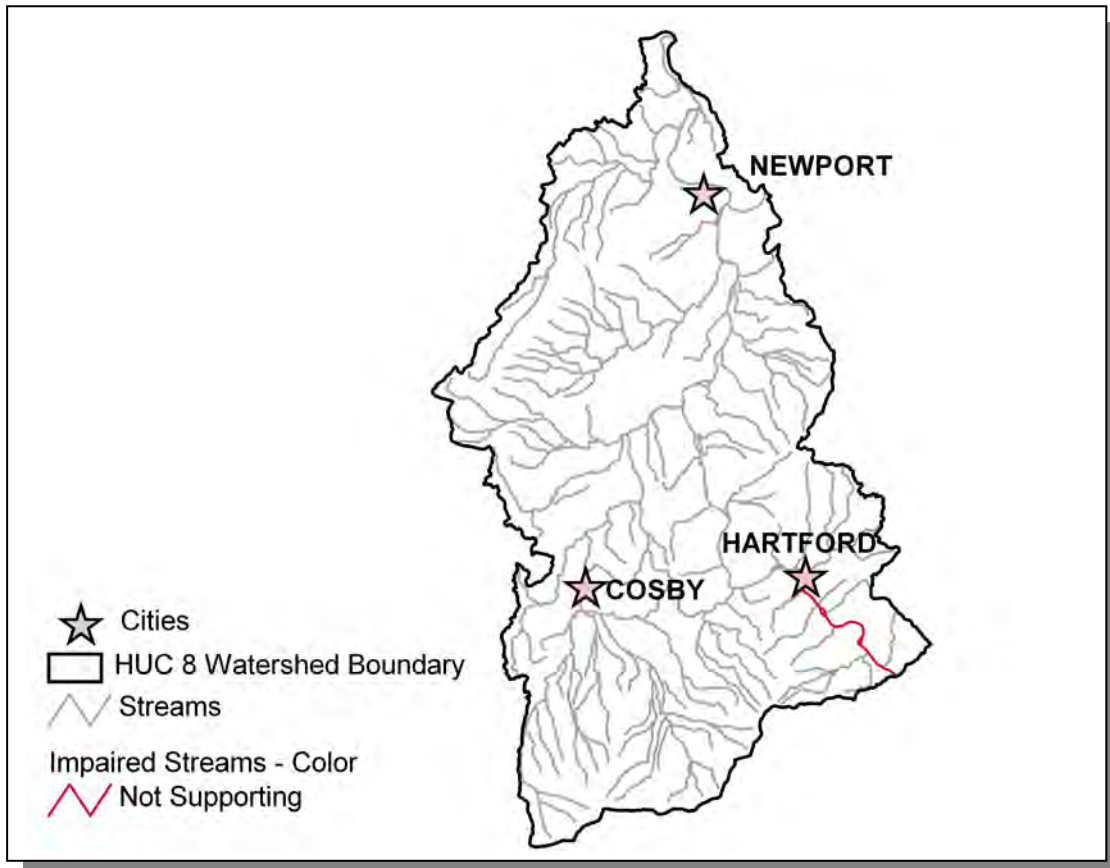 NEWPORT
HARTFORD
COSBY
Cities
HUC 8 Watershed Boundary
Streams
Impaired Streams - Color
Not Supporting